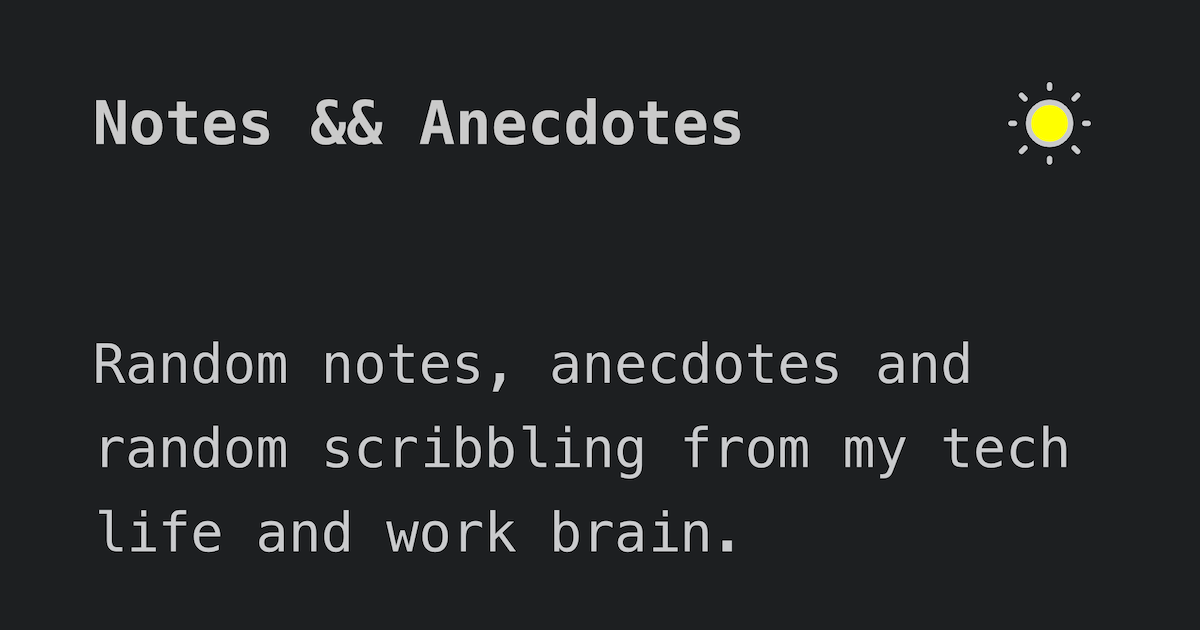 Notes && Anecdotes
Random notes, anecdotes and
random scribbling from my tech
life and work brain.